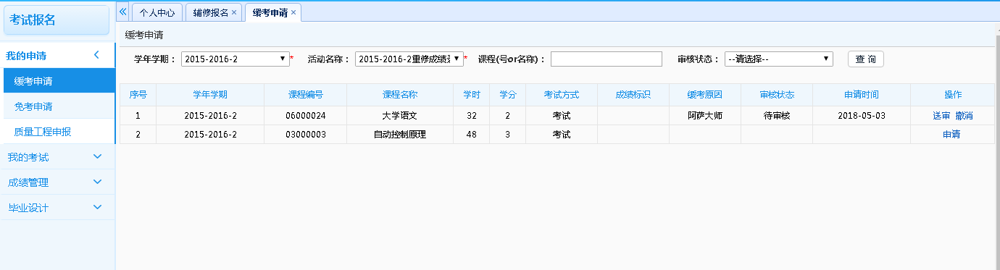 考试报名
我的申请
缓考申请
免考申请
质量工程申报
我的考试
成绩管理
毕业设计
个人中心 辅修报名 × 缓考申请 ×
缓考申请
学年学期： 2015-2016-2 * 活动名称： 2015-2016-2重修成绩 * 课程(号or名称)： 审核状态： --请选择-- 查 询
序号 学年学期 课程编号 课程名称 学时 学分 考试方式 成绩标识 缓考原因 审核状态 申请时间 操作
1 2015-2016-2 06000024 大学语文 32 2 考试 阿萨大师 待审核 2018-05-03 送审 撤消
2 2015-2016-2 03000003 自动控制原理 48 3 考试 申请